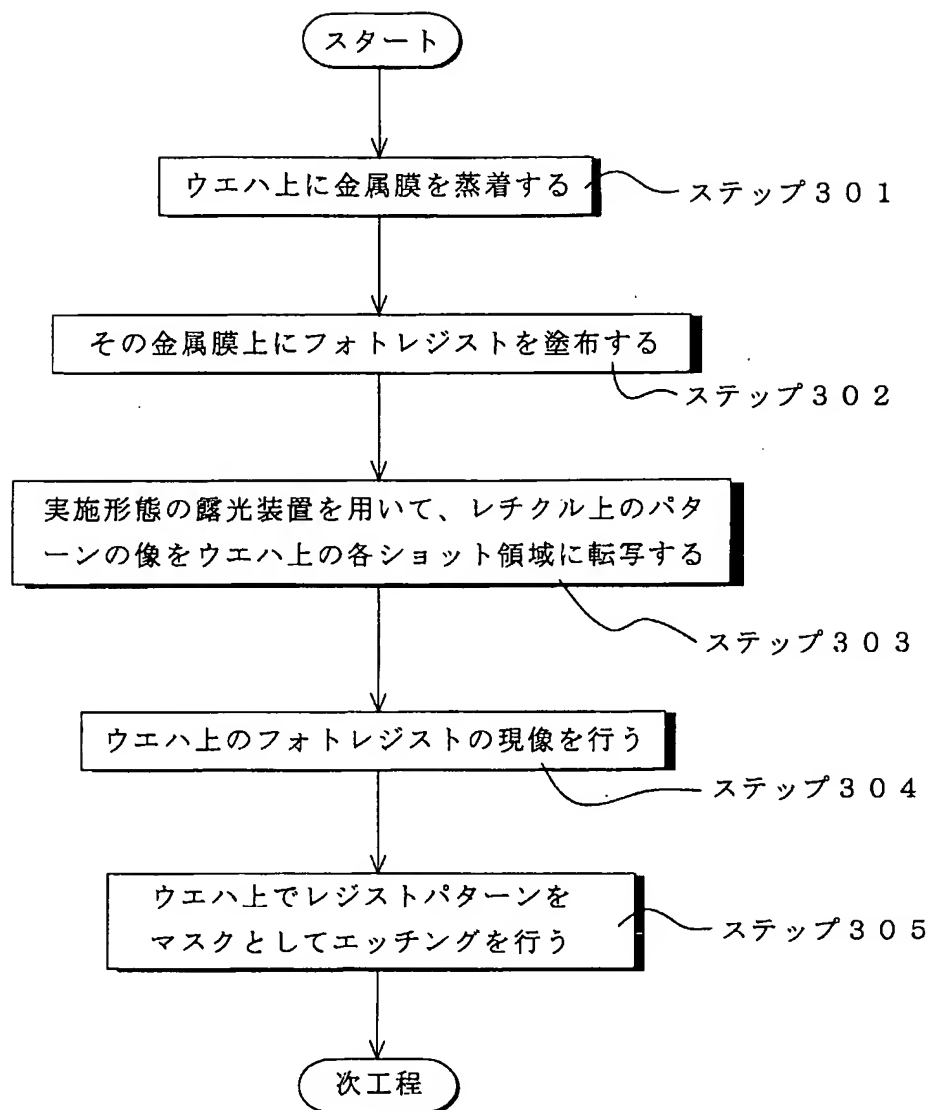 スタート
ウエハ上に金属膜を蒸着する
ステップ301
その金属膜上にフォトレジストを塗布する
ステップ302
実施形態の露光装置を用いて、レチクル上のパタ
ーンの像をウエハ上の各ショット領域に転写する
ステップ303
ウエハ上のフォトレジストの現像を行う
ステップ304
ウエハ上でレジストパターンを
マスクとしてエッチングを行う
ステップ305
次工程